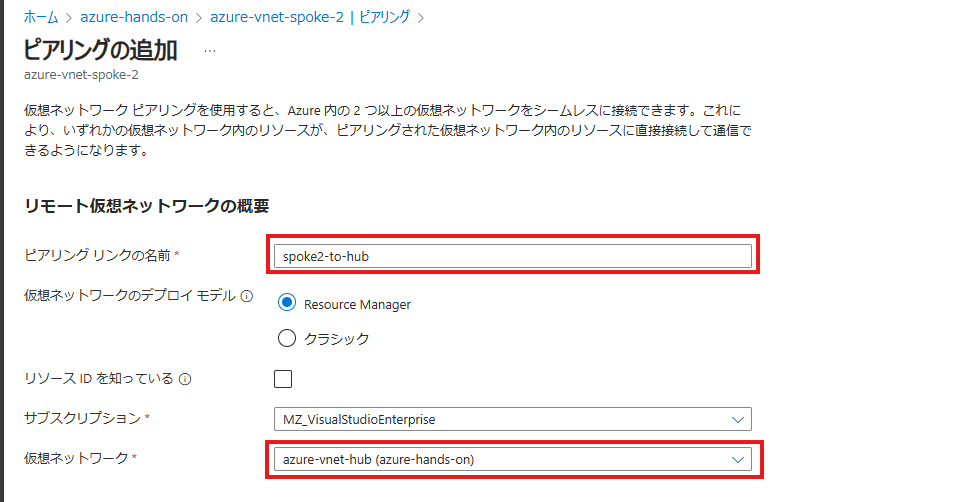 ホーム > azure-hands-on > azure-vnet-spoke-2 | ピアリング >
ピアリングの追加 …
azure-vnet-spoke-2
仮想ネットワーク ピアリングを使用すると、Azure 内の 2 つ以上の仮想ネットワークをシームレスに接続できます。これに
より、いずれかの仮想ネットワーク内のリソースが、ピアリングされた仮想ネットワーク内のリソースに直接接続して通信で
きるようになります。
リモート仮想ネットワークの概要
ピアリング リンクの名前 * spoke2-to-hub
仮想ネットワークのデプロイ モデル Resource Manager
クラシック
リソース ID を知っている
サブスクリプション * MZ_VisualStudioEnterprise
仮想ネットワーク * azure-vnet-hub (azure-hands-on)